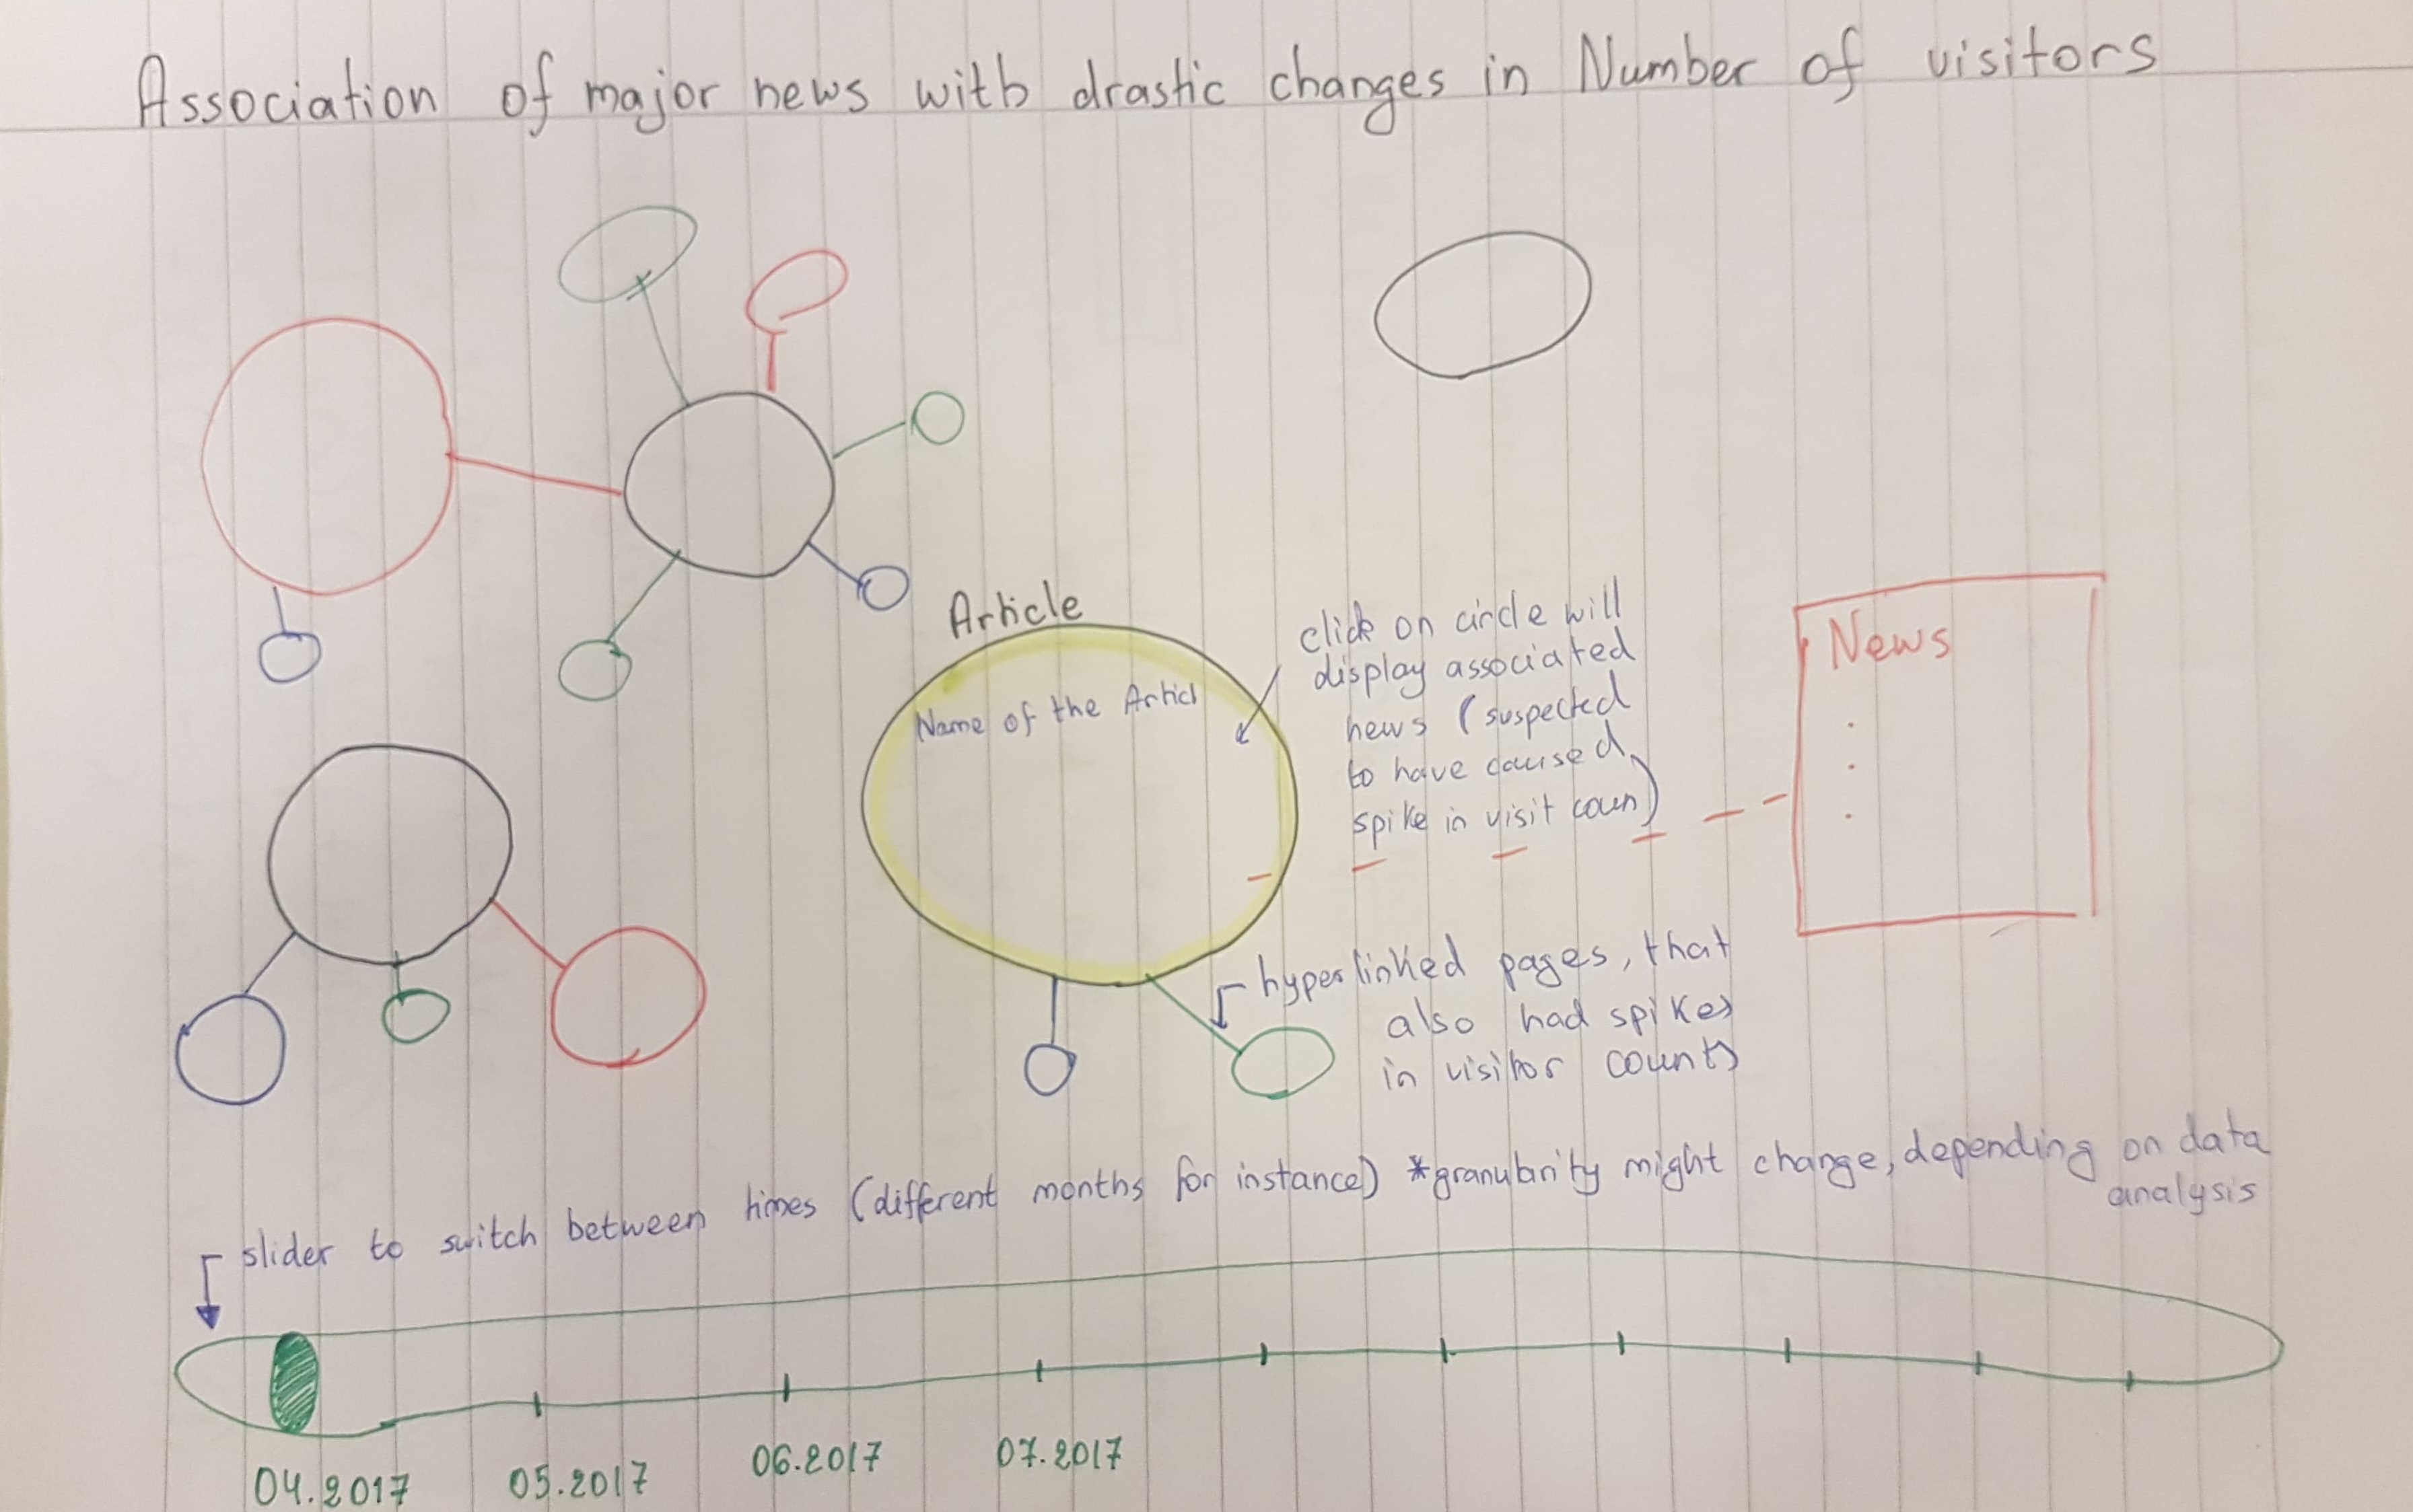 Association of major news with drastic changes in Number of visitors
Article
Name of the Articl
click on circle will
display associated
news (suspected
to have caused
spike in visit coun)
News
hyperlinked pages, that
also had spikes
in visitor counts
slider to switch between times (different months for instance) *granularity might change, depending on data
analysis
04.2017 05.2017 06.2017 07.2017